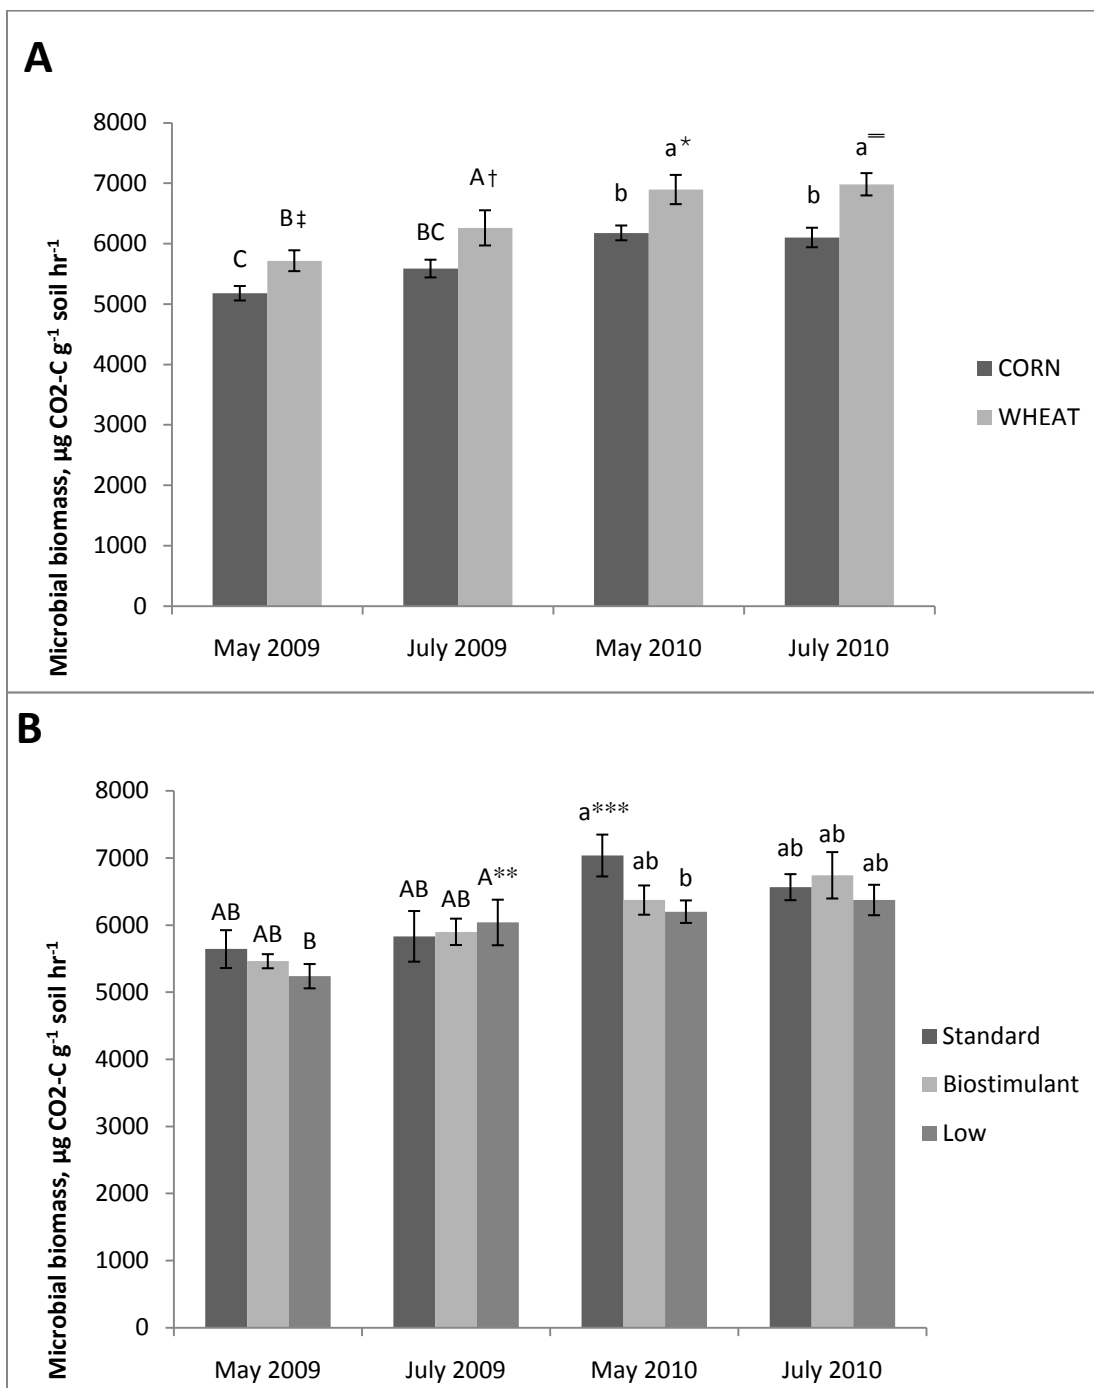 A
Microbial biomass, µg CO2-C g⁻¹ soil hr⁻¹
8000
7000
6000
5000
4000
3000
2000
1000
0
C
B‡
BC
A†
b
a*
b
a═
May 2009
July 2009
May 2010
July 2010
CORN
WHEAT
B
Microbial biomass, µg CO2-C g⁻¹ soil hr⁻¹
8000
7000
6000
5000
4000
3000
2000
1000
0
AB
AB
B
AB
AB
A**
a***
ab
b
ab
ab
ab
May 2009
July 2009
May 2010
July 2010
Standard
Biostimulant
Low